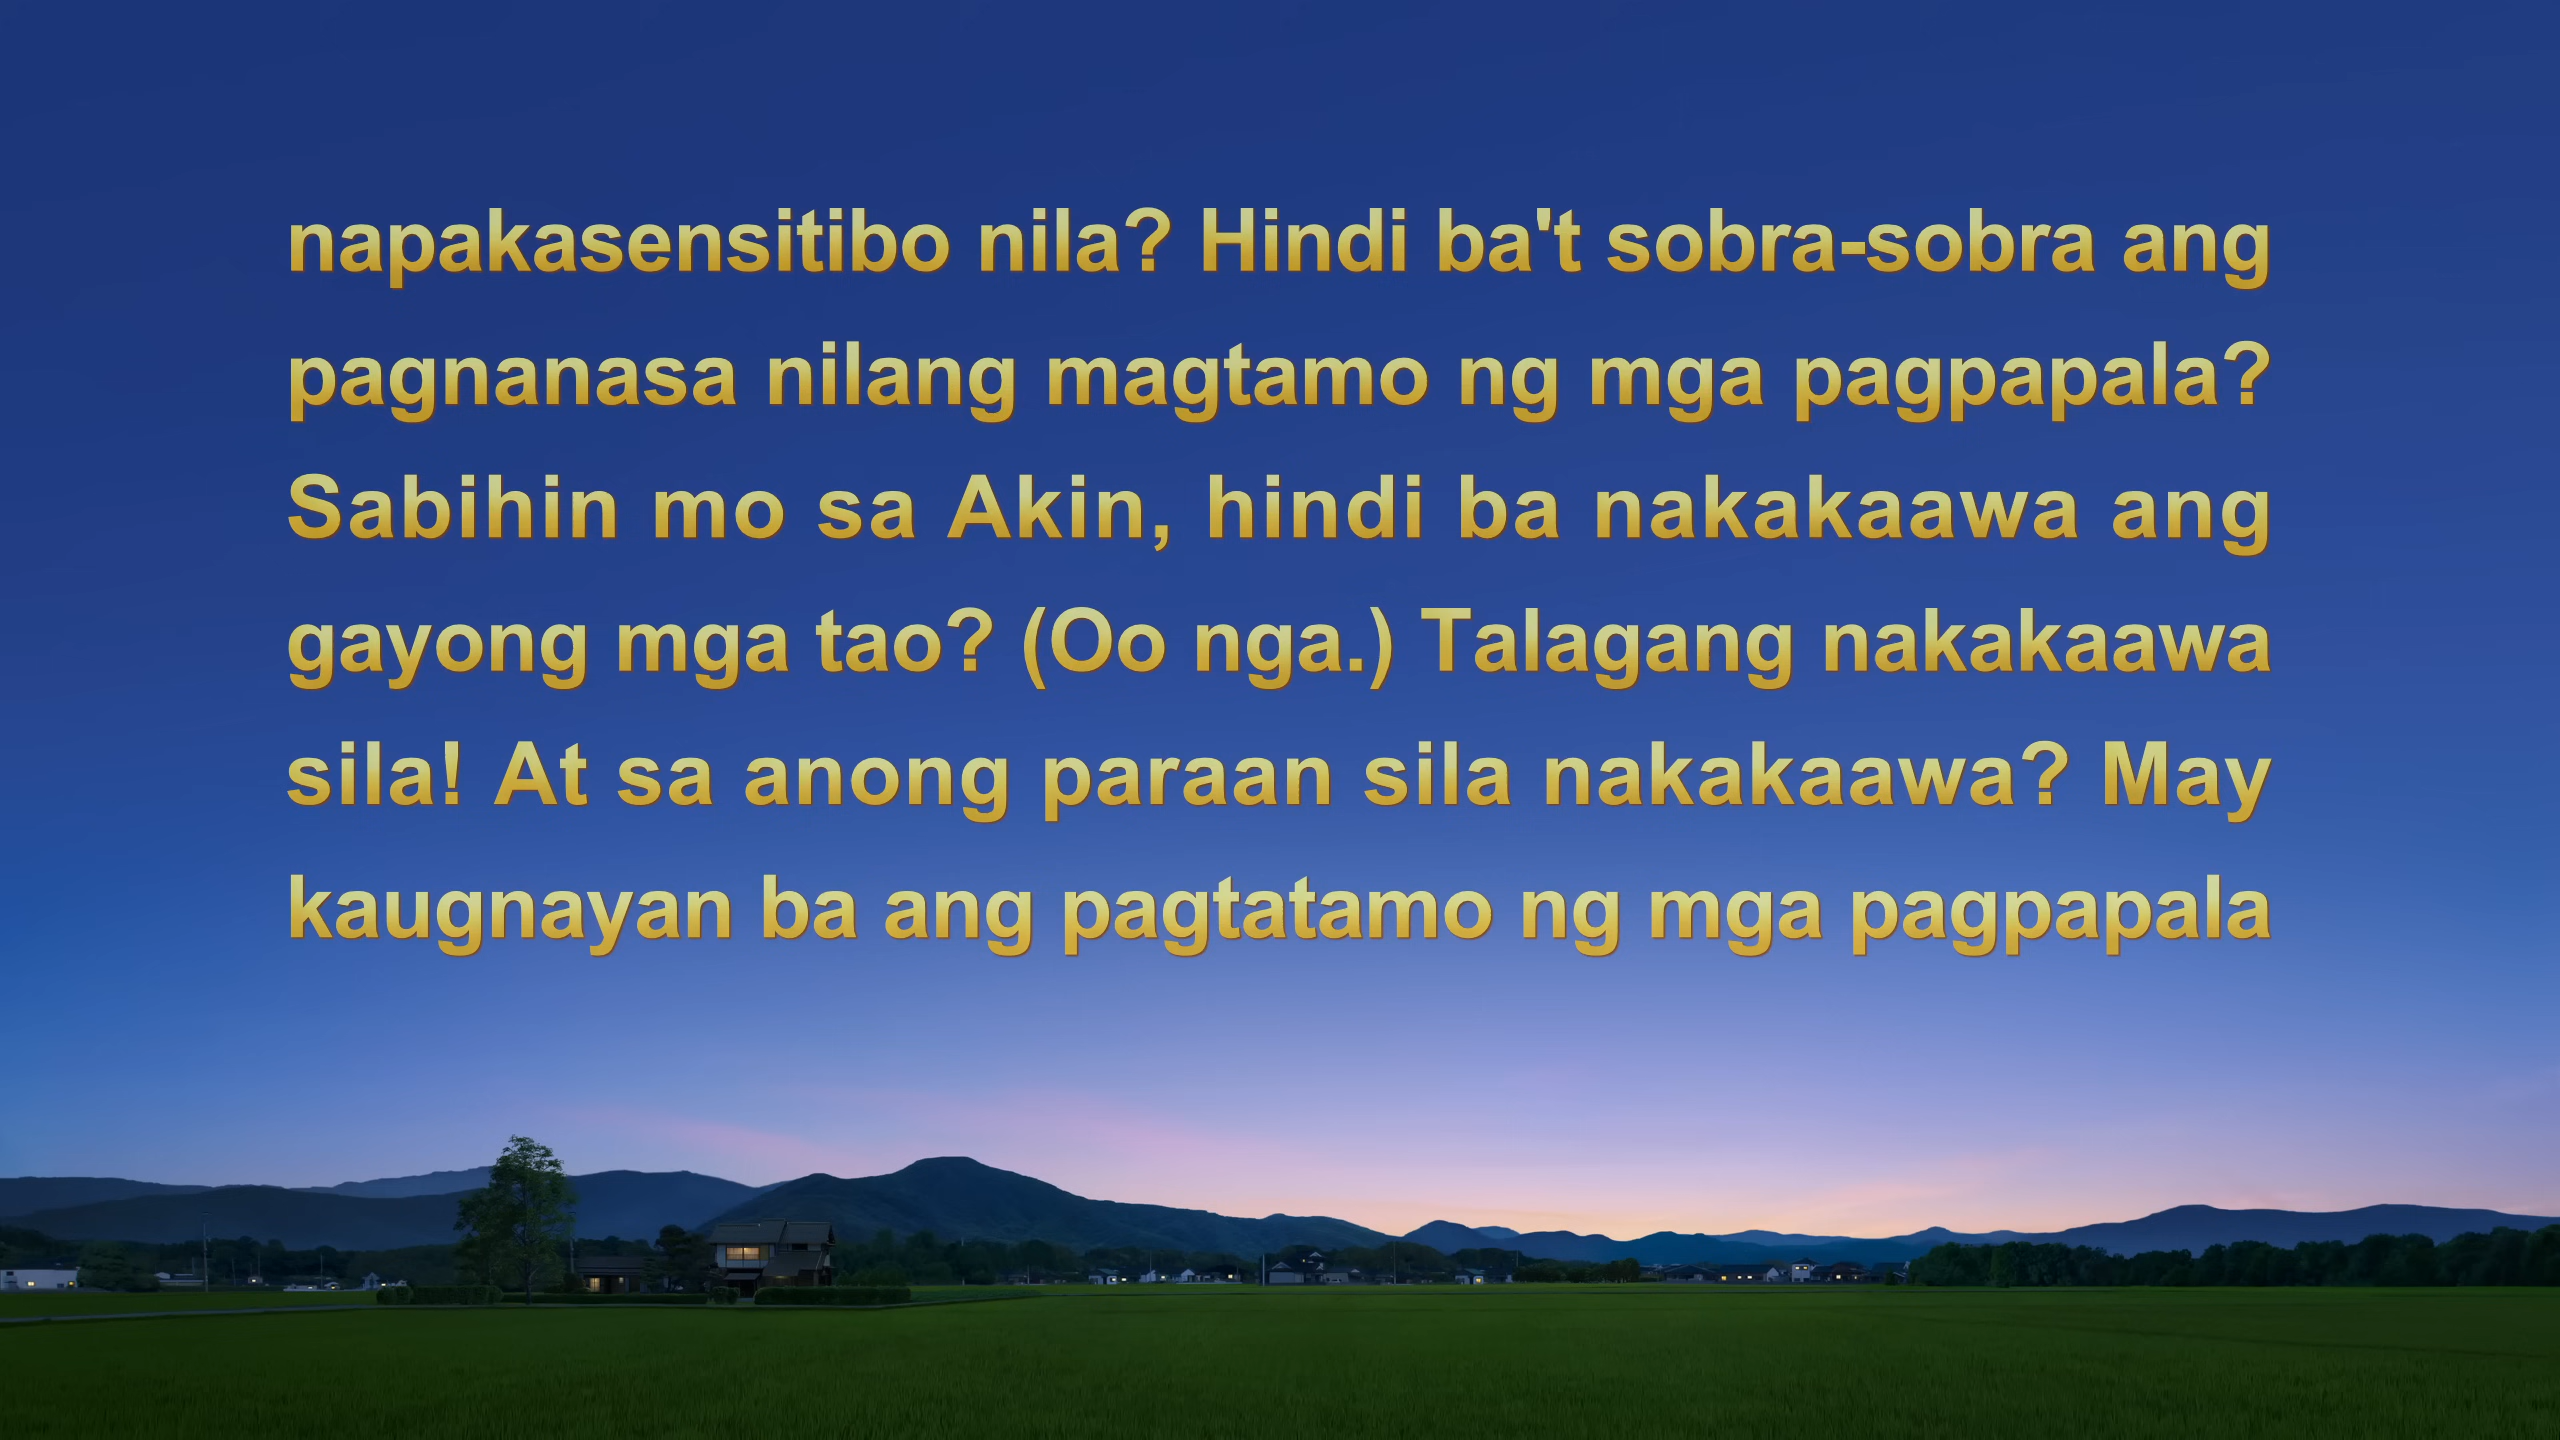 napakasensitibo nila? Hindi ba't sobra-sobra ang
pagnanasa nilang magtamo ng mga pagpapala?
Sabihin mo sa Akin, hindi ba nakakaawa ang
gayong mga tao? (Oo nga.) Talagang nakakaawa
sila! At sa anong paraan sila nakakaawa? May
kaugnayan ba ang pagtatamo ng mga pagpapala